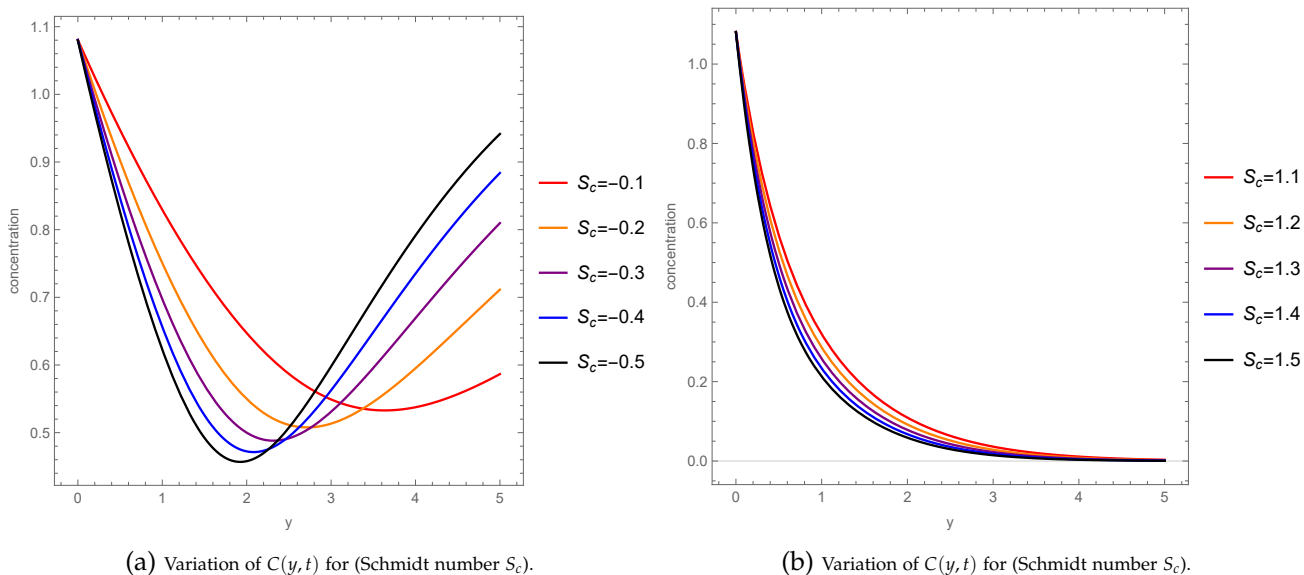 1.1
1.0
0.9
0.8
0.7
0.6
0.5
concentration
0
1
2
3
4
5
y
S_c=−0.1
S_c=−0.2
S_c=−0.3
S_c=−0.4
S_c=−0.5
(a) Variation of C(y, t) for (Schmidt number S_c).
1.0
0.8
0.6
0.4
0.2
0.0
concentration
0
1
2
3
4
5
y
S_c=1.1
S_c=1.2
S_c=1.3
S_c=1.4
S_c=1.5
(b) Variation of C(y, t) for (Schmidt number S_c).